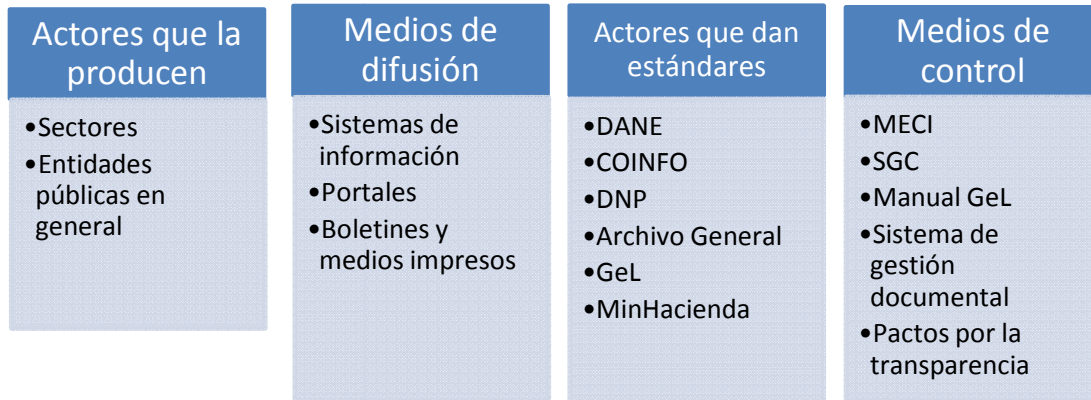 Actores que la
producen
•Sectores
•Entidades
públicas en
general
Medios de
difusión
•Sistemas de
información
•Portales
•Boletines y
medios impresos
Actores que dan
estándares
•DANE
•COINFO
•DNP
•Archivo General
•GeL
•MinHacienda
Medios de
control
•MECI
•SGC
•Manual GeL
•Sistema de
gestión
documental
•Pactos por la
transparencia